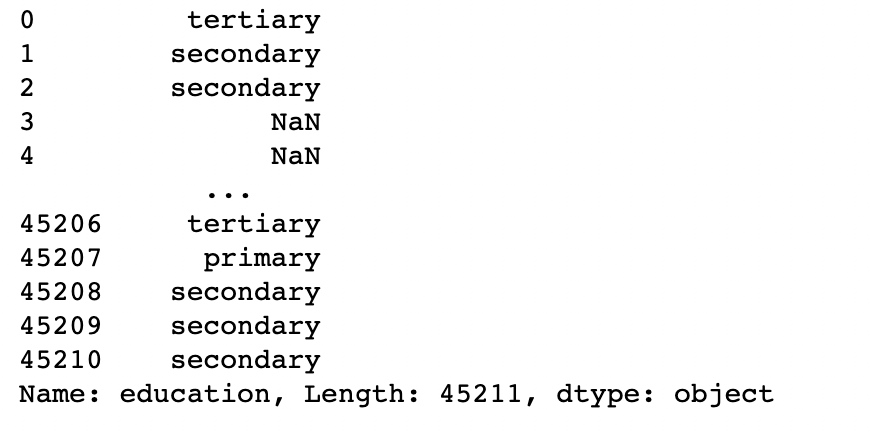 0 tertiary
1 secondary
2 secondary
3 NaN
4 NaN
...
45206 tertiary
45207 primary
45208 secondary
45209 secondary
45210 secondary
Name: education, Length: 45211, dtype: object